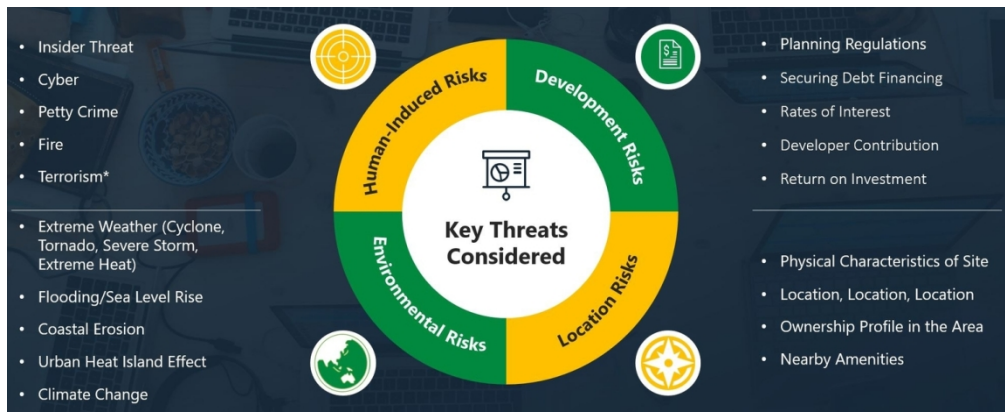 • Insider Threat
• Cyber
• Petty Crime
• Fire
• Terrorism*
• Extreme Weather (Cyclone,
Tornado, Severe Storm,
Extreme Heat)
• Flooding/Sea Level Rise
• Coastal Erosion
• Urban Heat Island Effect
• Climate Change
Human-Induced Risks
Development Risks
Key Threats
Considered
Environmental Risks
Location Risks
• Planning Regulations
• Securing Debt Financing
• Rates of Interest
• Developer Contribution
• Return on Investment
• Physical Characteristics of Site
• Location, Location, Location
• Ownership Profile in the Area
• Nearby Amenities